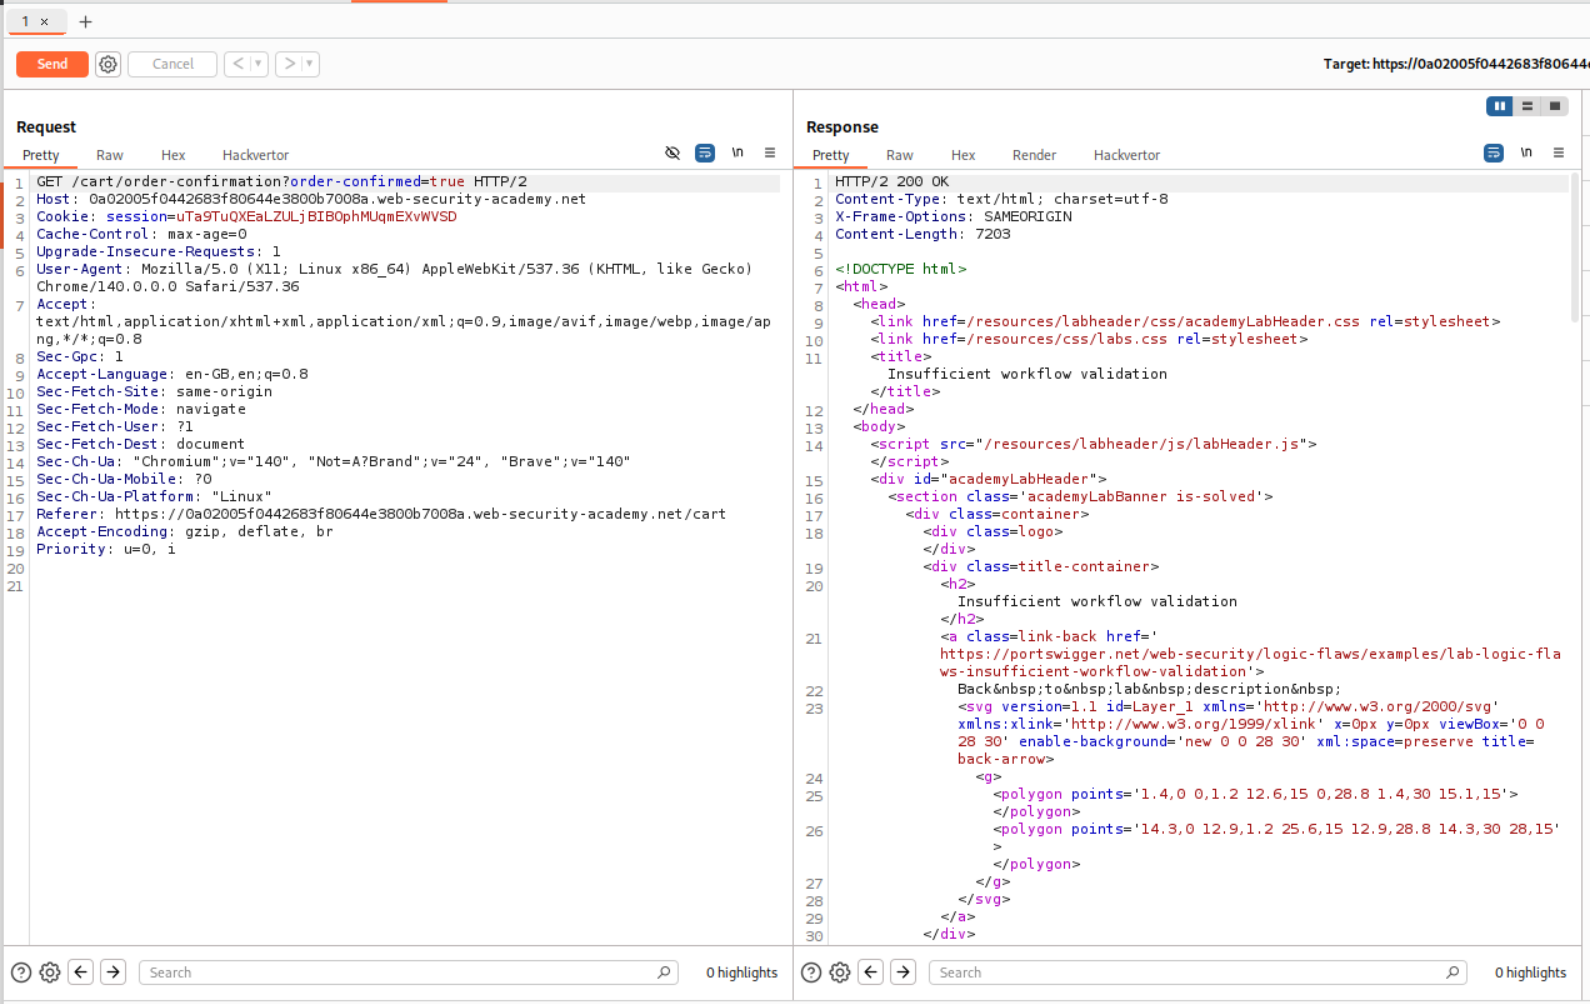 1 ×
+
Send
Cancel
<
>
Target: https://0a02005f0442683f80644
Request
Pretty Raw Hex Hackvertor
\n
1 GET /cart/order-confirmation?order-confirmed=true HTTP/2
2 Host: 0a02005f0442683f80644e3800b7008a.web-security-academy.net
3 Cookie: session=uTa9TuQXEaLZULjBIBOphMUqmEXvWVSD
4 Cache-Control: max-age=0
5 Upgrade-Insecure-Requests: 1
6 User-Agent: Mozilla/5.0 (X11; Linux x86_64) AppleWebKit/537.36 (KHTML, like Gecko)
Chrome/140.0.0.0 Safari/537.36
7 Accept:
text/html,application/xhtml+xml,application/xml;q=0.9,image/avif,image/webp,image/ap
ng,*/*;q=0.8
8 Sec-Gpc: 1
9 Accept-Language: en-GB,en;q=0.8
10 Sec-Fetch-Site: same-origin
11 Sec-Fetch-Mode: navigate
12 Sec-Fetch-User: ?1
13 Sec-Fetch-Dest: document
14 Sec-Ch-Ua: "Chromium";v="140", "Not=A?Brand";v="24", "Brave";v="140"
15 Sec-Ch-Ua-Mobile: ?0
16 Sec-Ch-Ua-Platform: "Linux"
17 Referer: https://0a02005f0442683f80644e3800b7008a.web-security-academy.net/cart
18 Accept-Encoding: gzip, deflate, br
19 Priority: u=0, i
20
21
Search
0 highlights
Response
Pretty Raw Hex Render Hackvertor
\n
1 HTTP/2 200 OK
2 Content-Type: text/html; charset=utf-8
3 X-Frame-Options: SAMEORIGIN
4 Content-Length: 7203
5
6 <!DOCTYPE html>
7 <html>
8 <head>
9 <link href=/resources/labheader/css/academyLabHeader.css rel=stylesheet>
10 <link href=/resources/css/labs.css rel=stylesheet>
11 <title>
Insufficient workflow validation
</title>
12 </head>
13 <body>
14 <script src="/resources/labheader/js/labHeader.js">
</script>
15 <div id="academyLabHeader">
16 <section class='academyLabBanner is-solved'>
17 <div class=container>
18 <div class=logo>
</div>
19 <div class=title-container>
20 <h2>
Insufficient workflow validation
</h2>
21 <a class=link-back href='
https://portswigger.net/web-security/logic-flaws/examples/lab-logic-fla
ws-insufficient-workflow-validation'>
22 Back&nbsp;to&nbsp;lab&nbsp;description&nbsp;
23 <svg version=1.1 id=Layer_1 xmlns='http://www.w3.org/2000/svg'
xmlns:xlink='http://www.w3.org/1999/xlink' x=0px y=0px viewBox='0 0
28 30' enable-background='new 0 0 28 30' xml:space=preserve title=
back-arrow>
24 <g>
25 <polygon points='1.4,0 0,1.2 12.6,15 0,28.8 1.4,30 15.1,15'>
</polygon>
26 <polygon points='14.3,0 12.9,1.2 25.6,15 12.9,28.8 14.3,30 28,15'
>
</polygon>
27 </g>
28 </svg>
29 </a>
30 </div>
Search
0 highlights